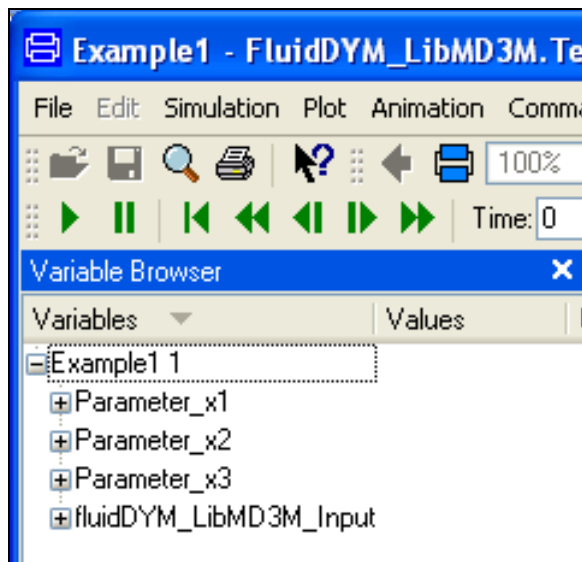 Example1 - FluidDYM_LibMD3M.Te
File Edit Simulation Plot Animation Comma
100%
Time: 0
Variable Browser
Variables Values
Example1 1
Parameter_x1
Parameter_x2
Parameter_x3
fluidDYM_LibMD3M_Input